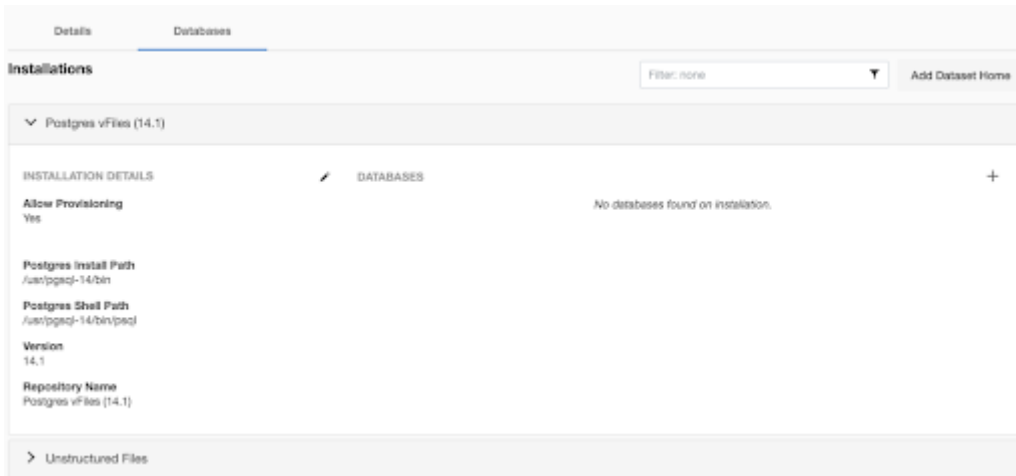 Details
Databases
Installations
Filter: none
Add Dataset Home
Postgres vFiles (14.1)
INSTALLATION DETAILS
DATABASES
Allow Provisioning
Yes
No databases found on installation.
Postgres Install Path
/usr/pgsql-14/bin
Postgres Shell Path
/usr/pgsql-14/bin/psql
Version
14.1
Repository Name
Postgres vFiles (14.1)
Unstructured Files